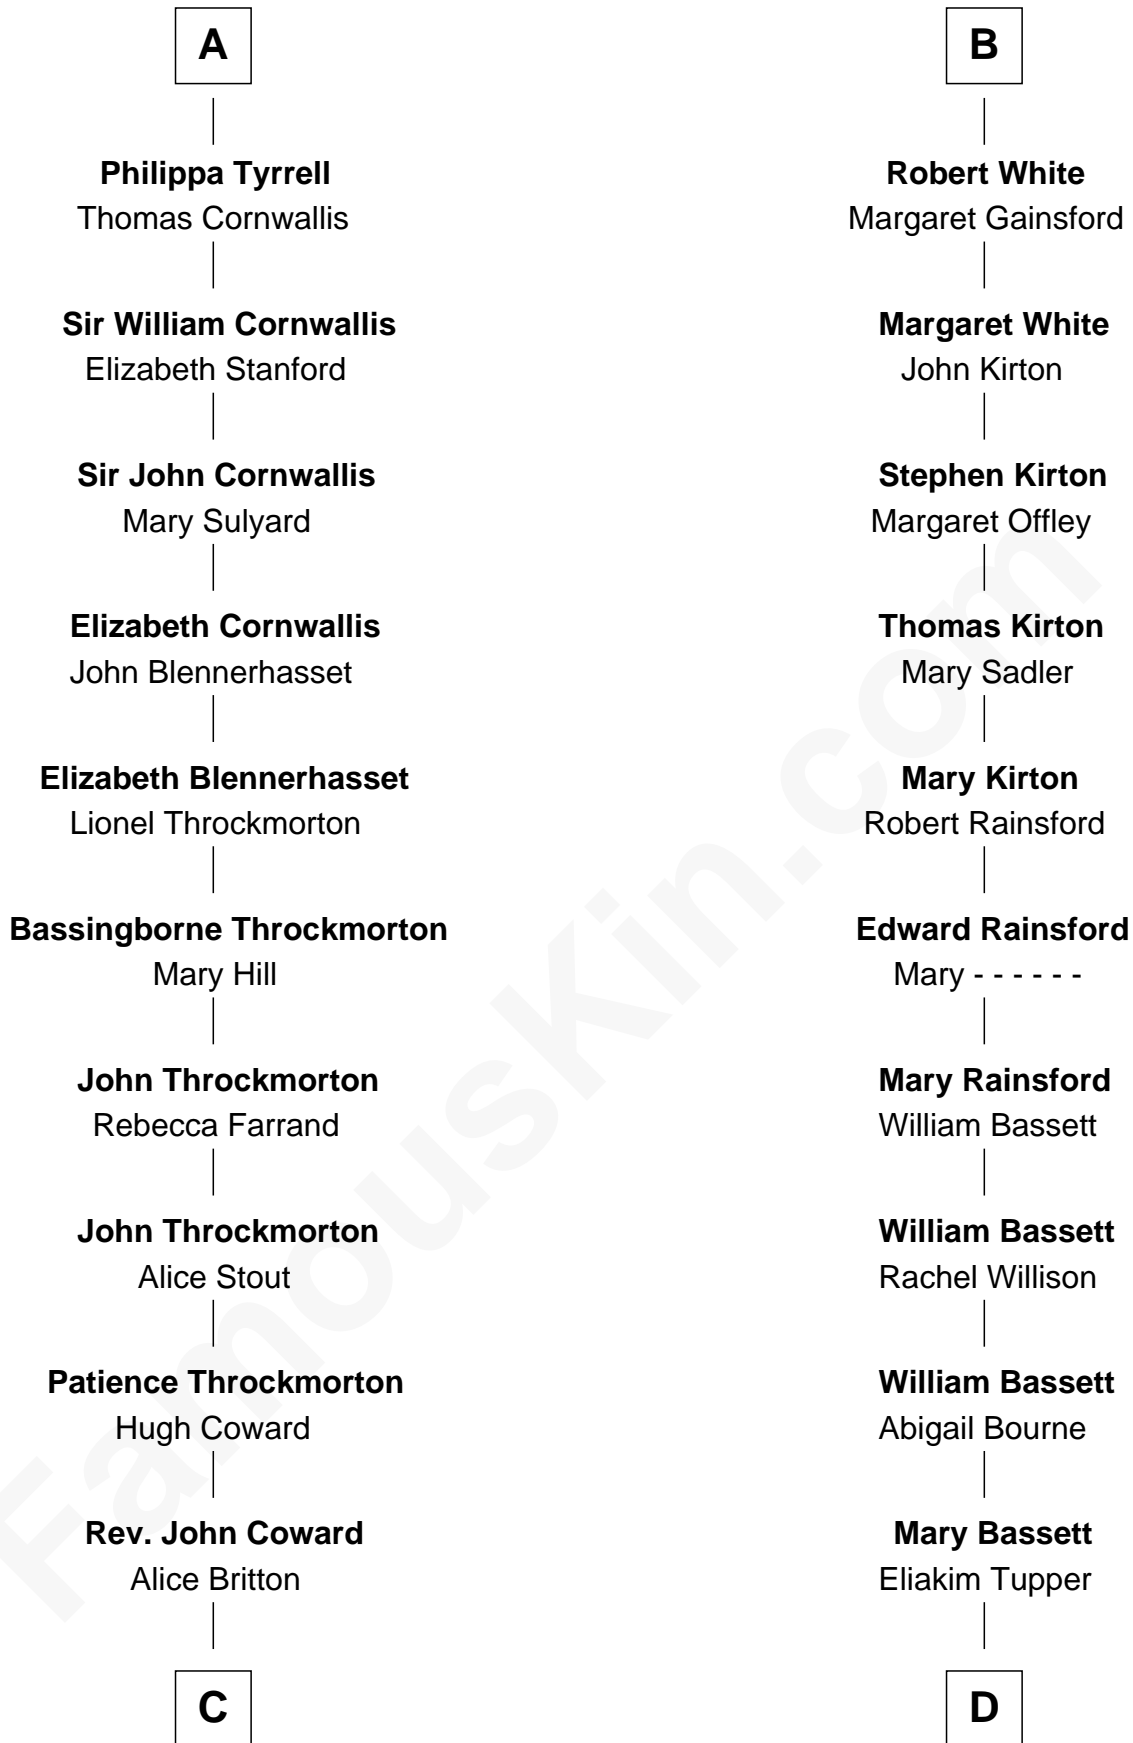 A
Philippa Tyrrell
Thomas Cornwallis
Sir William Cornwallis
Elizabeth Stanford
Sir John Cornwallis
Mary Sulyard
Elizabeth Cornwallis
John Blennerhasset
Elizabeth Blennerhasset
Lionel Throckmorton
Bassingborne Throckmorton
Mary Hill
John Throckmorton
Rebecca Farrand
John Throckmorton
Alice Stout
Patience Throckmorton
Hugh Coward
Rev. John Coward
Alice Britton
C
B
Robert White
Margaret Gainsford
Margaret White
John Kirton
Stephen Kirton
Margaret Offley
Thomas Kirton
Mary Sadler
Mary Kirton
Robert Rainsford
Edward Rainsford
Mary - - - - - -
Mary Rainsford
William Bassett
William Bassett
Rachel Willison
William Bassett
Abigail Bourne
Mary Bassett
Eliakim Tupper
D
FamousKin.com